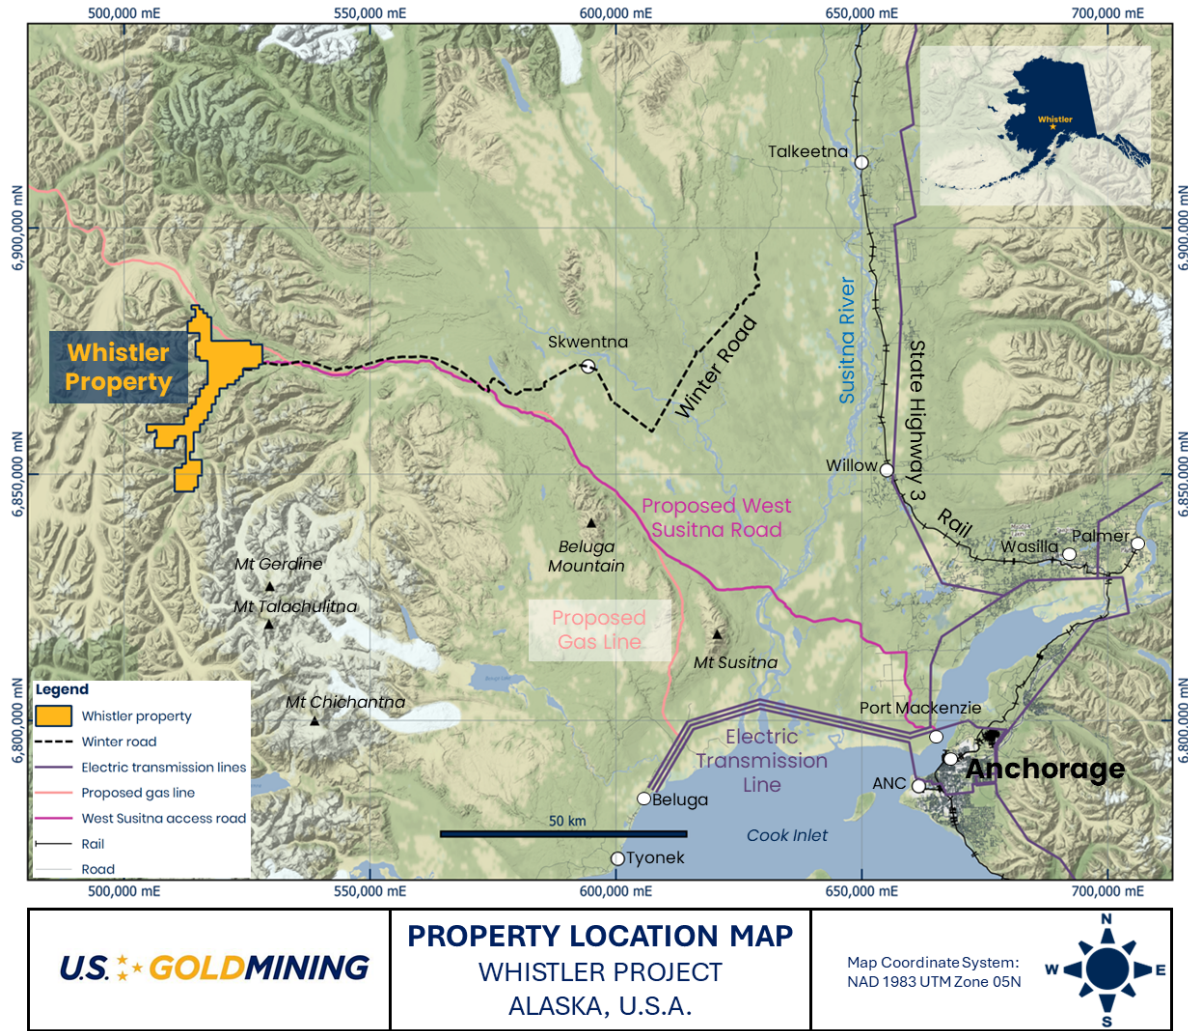 500,000 mE
550,000 mE
600,000 mE
650,000 mE
700,000 mE
Whistler
Talkeetna
6,900,000 mN
6,900,000 mN
Susitna River
Skwentna
Winter Road
State Highway 3
Whistler
Property
Willow
6,850,000 mN
6,850,000 mN
Proposed West
Susitna Road
Rail
Wasilla
Palmer
Beluga
Mountain
Mt Gerdine
Mt Talachulitna
Proposed
Gas Line
Mt Susitna
Mt Chichantna
Port Mackenzie
6,800,000 mN
6,800,000 mN
Electric
Transmission
Line
Anchorage
ANC
Beluga
50 km
Cook Inlet
Tyonek
Legend
Whistler property
Winter road
Electric transmission lines
Proposed gas line
West Susitna access road
Rail
Road
500,000 mE
550,000 mE
600,000 mE
650,000 mE
700,000 mE
U.S. GOLDMINING
PROPERTY LOCATION MAP
WHISTLER PROJECT
ALASKA, U.S.A.
Map Coordinate System:
NAD 1983 UTM Zone 05N
N
W
E
S